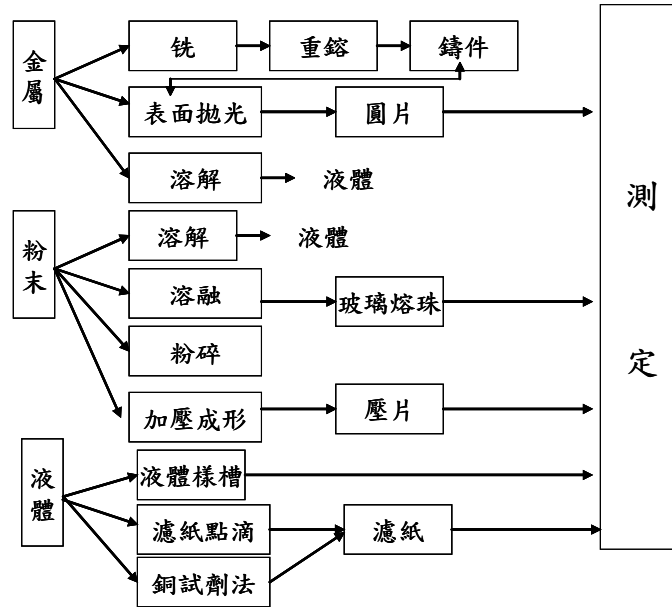 金屬
铣
重鎔
鑄件
表面拋光
圓片
溶解
液體
粉末
溶解
液體
溶融
玻璃熔珠
粉碎
加壓成形
壓片
液體
液體樣槽
濾紙點滴
濾紙
銅試劑法
測定